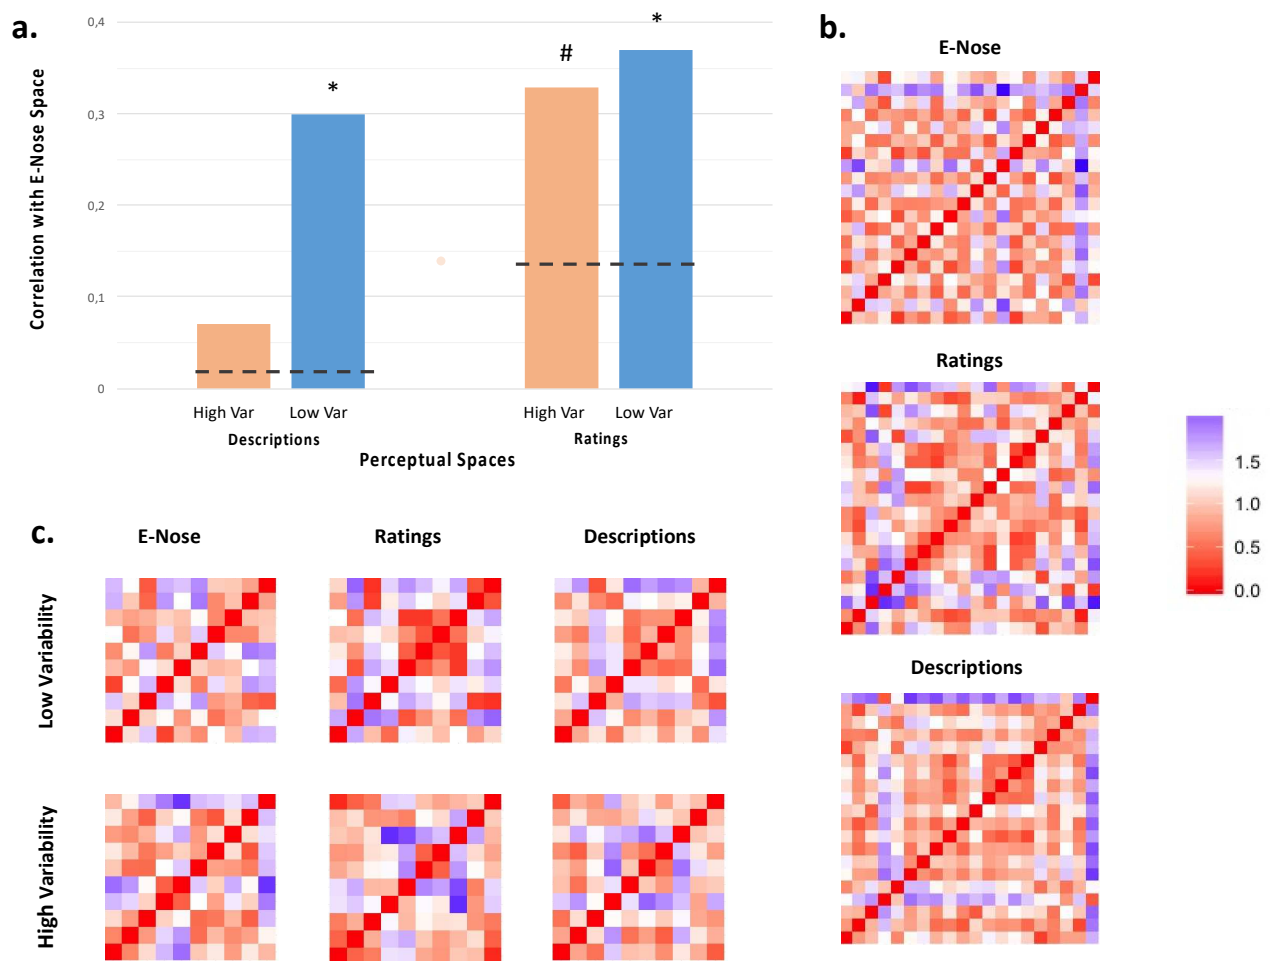 a.
Correlation with E-Nose Space
0,4
0,3
0,2
0,1
0
*
#
*
High Var
Low Var
High Var
Low Var
Descriptions
Ratings
Perceptual Spaces
b.
E-Nose
Ratings
Descriptions
1.5
1.0
0.5
0.0
c.
E-Nose
Ratings
Descriptions
Low Variability
High Variability